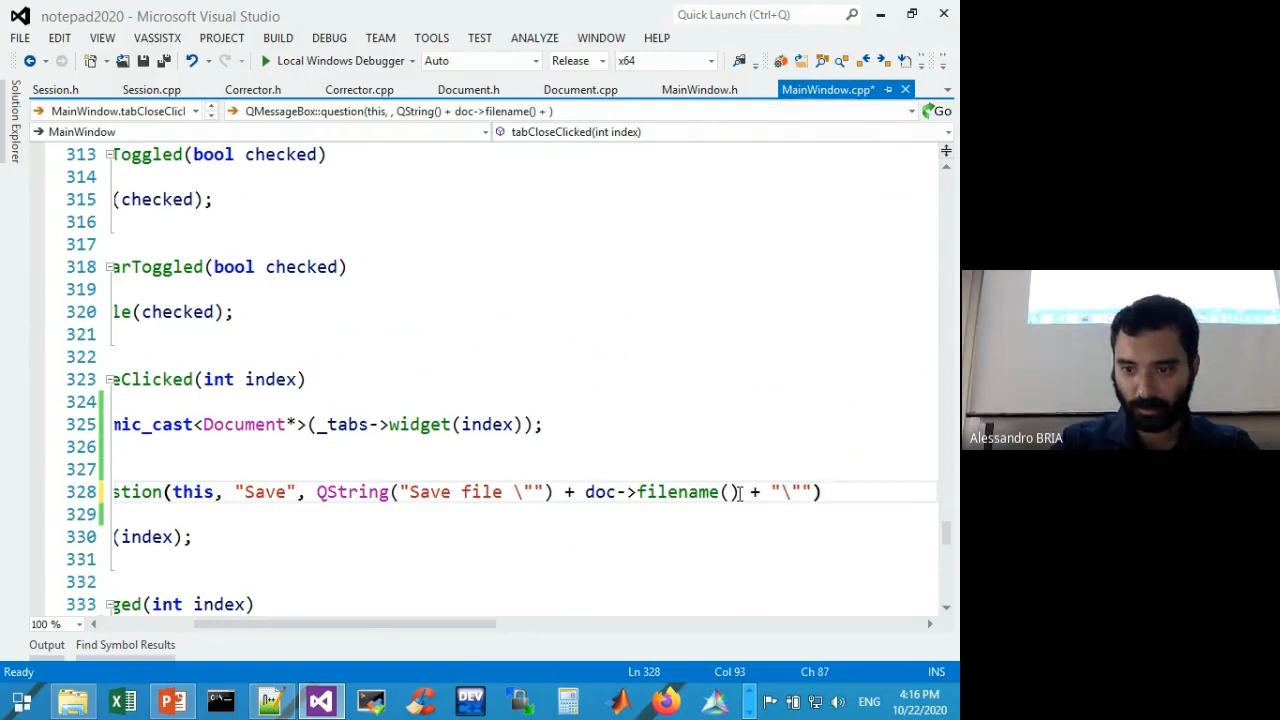 notepad2020 - Microsoft Visual Studio
Quick Launch (Ctrl+Q)
FILE EDIT VIEW VASSISTX PROJECT BUILD DEBUG TEAM TOOLS TEST ANALYZE WINDOW HELP
Local Windows Debugger Auto Release x64
Session.h Session.cpp Corrector.h Corrector.cpp Document.h Document.cpp MainWindow.h MainWindow.cpp*
MainWindow.tabCloseClicl QMessageBox::question(this, , QString() + doc->filename() + ) Go
MainWindow tabCloseClicked(int index)
Solution Explorer
313 Toggled(bool checked)
314
315 (checked);
316
317
318 arToggled(bool checked)
319
320 le(checked);
321
322
323 eClicked(int index)
324
325 mic_cast<Document*>(_tabs->widget(index));
326
327
328 stion(this, "Save", QString("Save file \"") + doc->filename() + "\"")
329
330 (index);
331
332
333 ged(int index)
100 %
Output Find Symbol Results
Ready Ln 328 Col 93 Ch 87 INS
DEV ENG 4:16 PM
10/22/2020
Alessandro BRIA